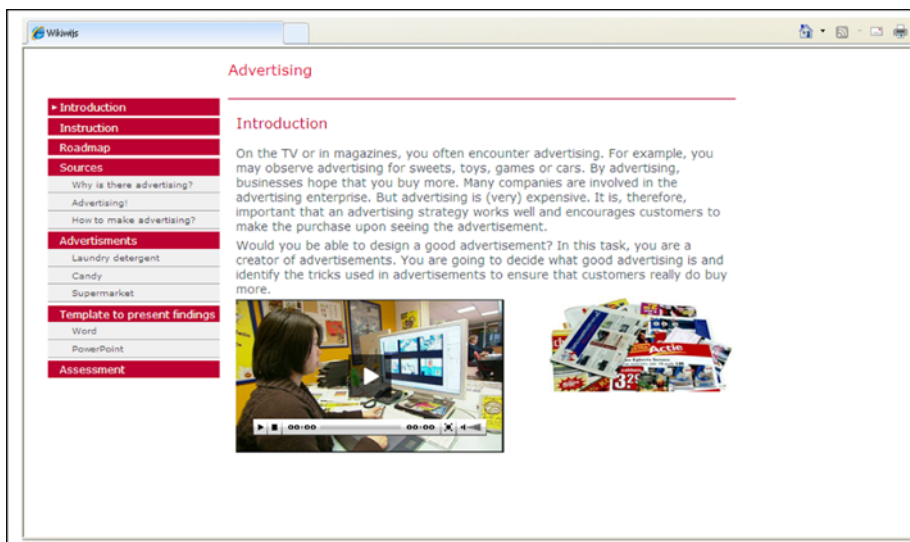 Wikiwijs
Advertising
Introduction
Instruction
Roadmap
Sources
Why is there advertising?
Advertising!
How to make advertising?
Advertisments
Laundry detergent
Candy
Supermarket
Template to present findings
Word
PowerPoint
Assessment
Introduction
On the TV or in magazines, you often encounter advertising. For example, you
may observe advertising for sweets, toys, games or cars. By advertising,
businesses hope that you buy more. Many companies are involved in the
advertising enterprise. But advertising is (very) expensive. It is, therefore,
important that an advertising strategy works well and encourages customers to
make the purchase upon seeing the advertisement.
Would you be able to design a good advertisement? In this task, you are a
creator of advertisements. You are going to decide what good advertising is and
identify the tricks used in advertisements to ensure that customers really do buy
more.
00:00 00:00
Actie
329